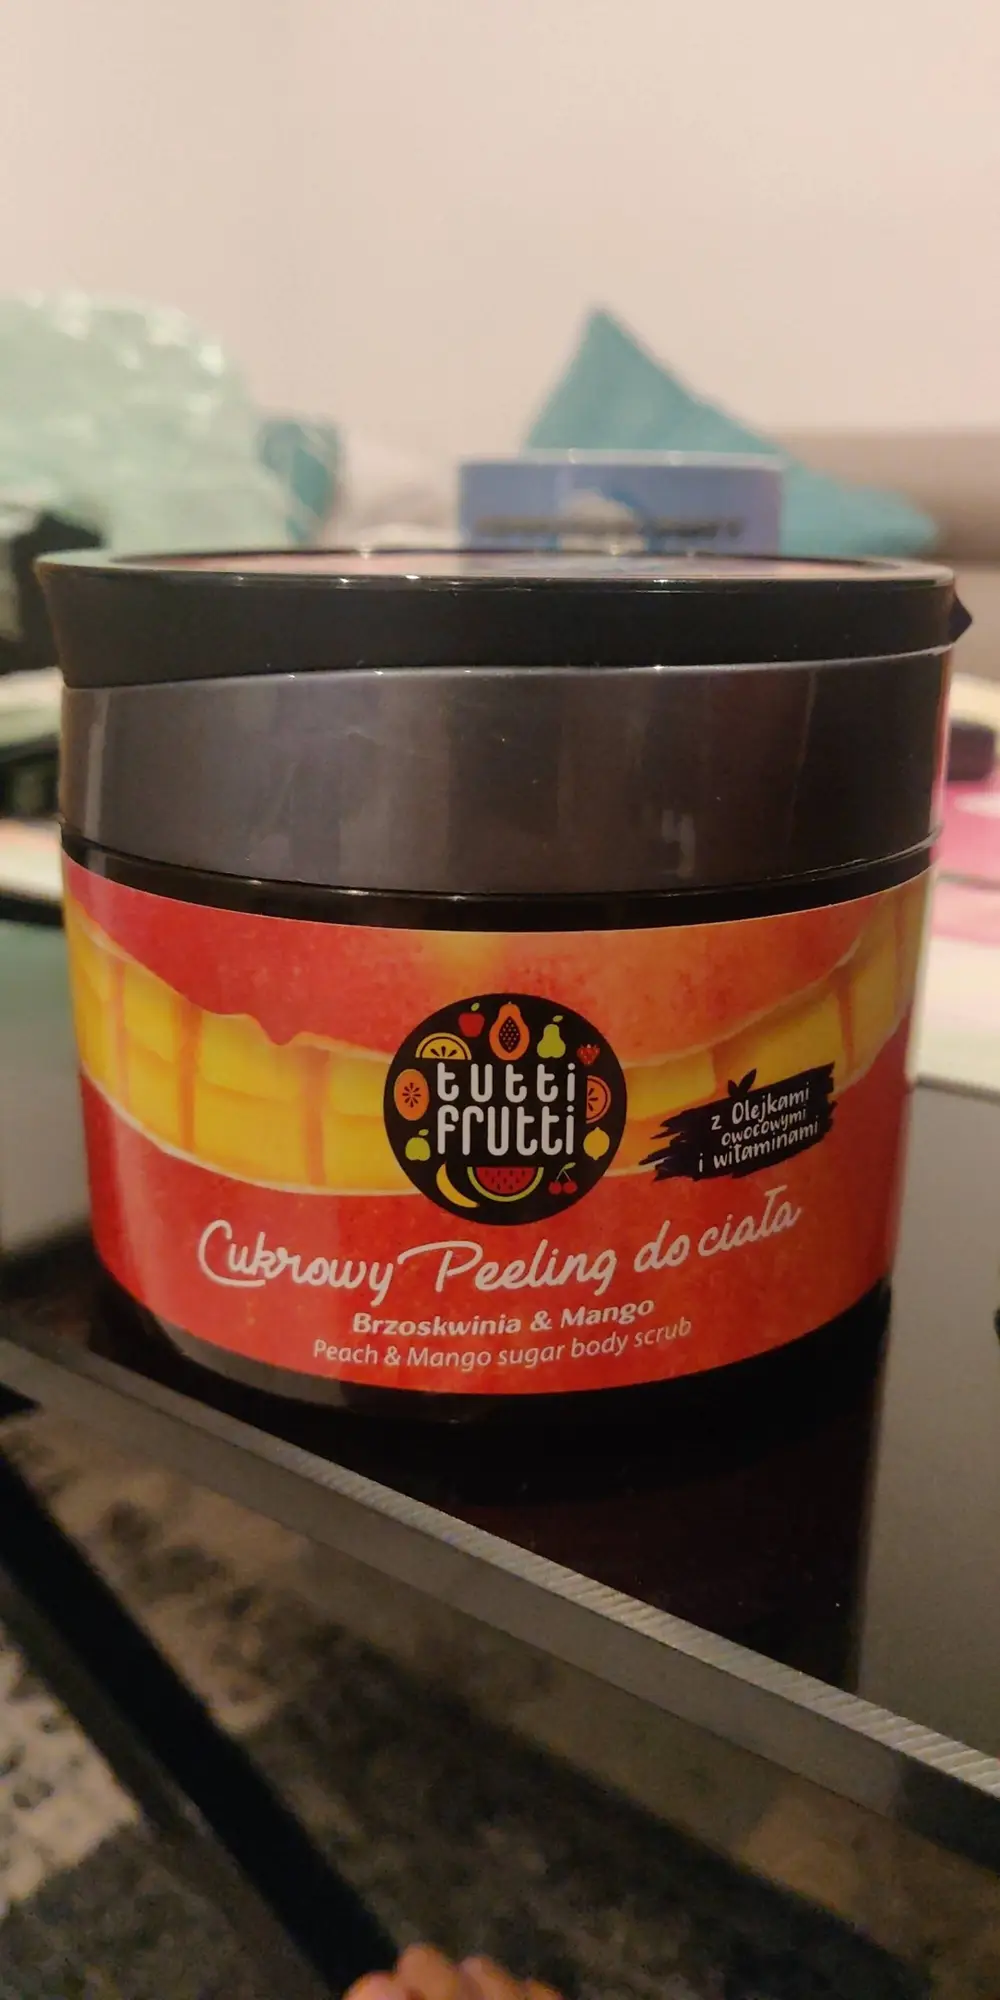 tutti
frutti
z Olejkami
owocowymi
i witaminami
Cukrowy Peeling do ciała
Brzoskwinia & Mango
Peach & Mango sugar body scrub